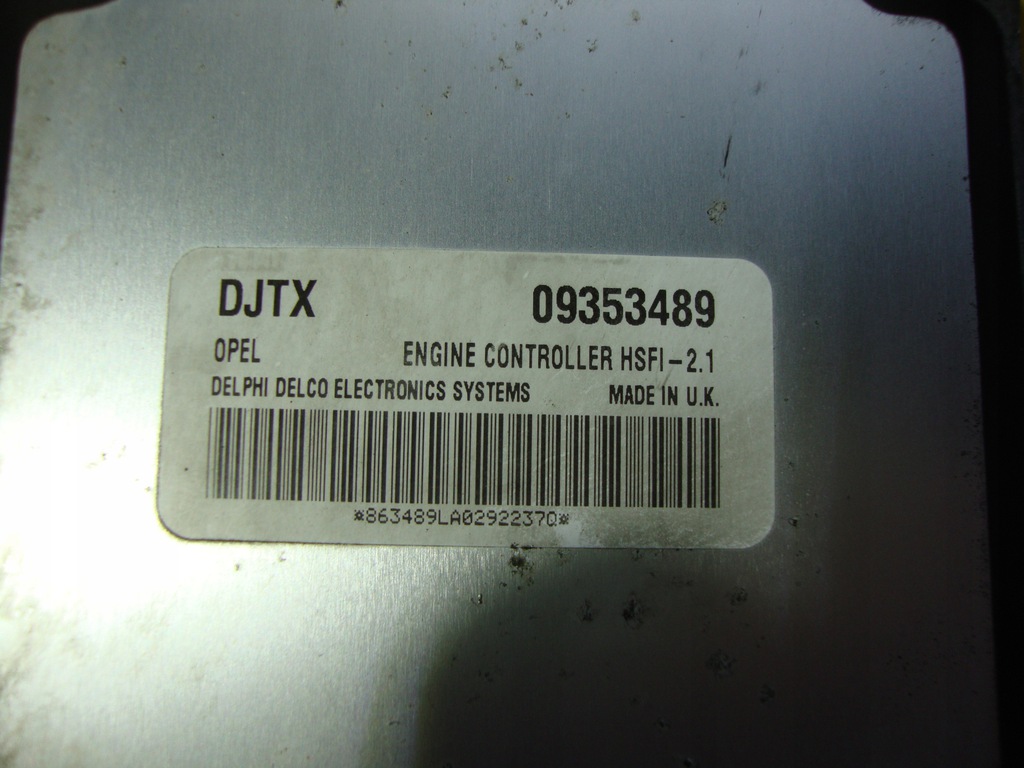 DJTX 09353489
OPEL ENGINE CONTROLLER HSFI-2.1
DELPHI DELCO ELECTRONICS SYSTEMS MADE IN U.K.
*863489LA0292237Q*